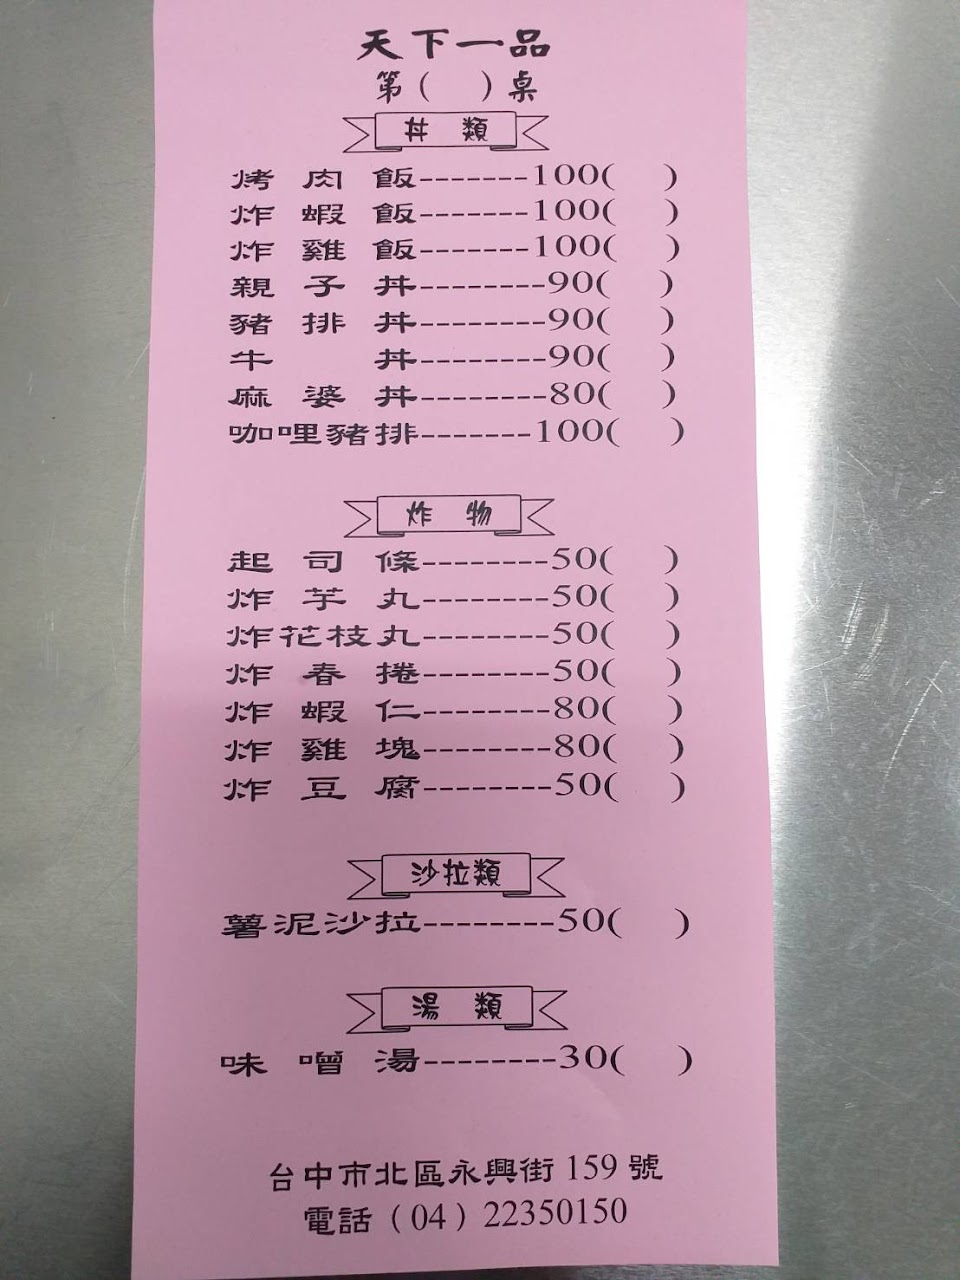 天下一品
第(　)桌
丼 類
烤肉飯-------100(　)
炸蝦飯-------100(　)
炸雞飯-------100(　)
親子丼--------90(　)
豬排丼--------90(　)
牛　丼--------90(　)
麻婆丼--------80(　)
咖哩豬排-------100(　)
炸 物
起司條--------50(　)
炸芋丸--------50(　)
炸花枝丸--------50(　)
炸春捲--------50(　)
炸蝦仁--------80(　)
炸雞塊--------80(　)
炸豆腐--------50(　)
沙拉類
薯泥沙拉--------50(　)
湯 類
味噌湯--------30(　)
台中市北區永興街 159 號
電話（04）22350150